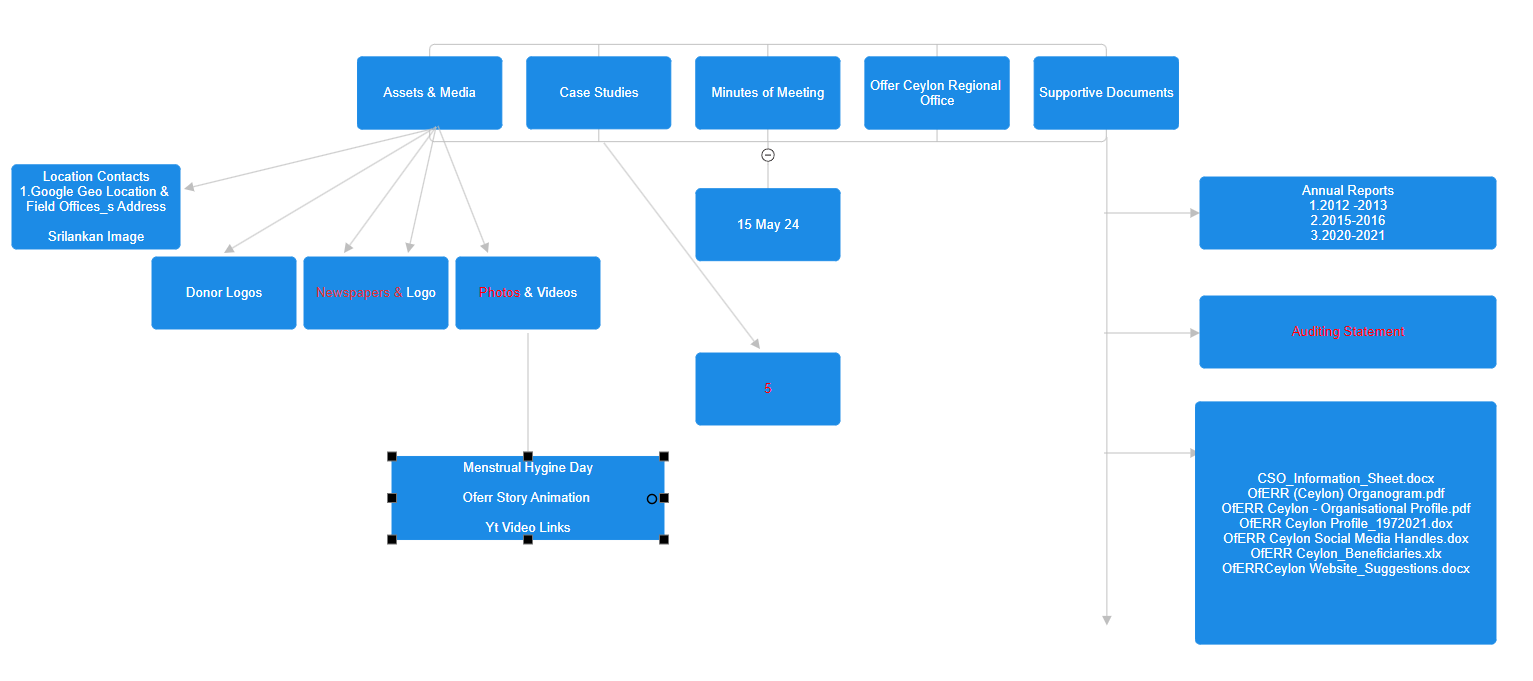 Assets & Media
Case Studies
Minutes of Meeting
Offer Ceylon Regional
Office
Supportive Documents
Location Contacts
1.Google Geo Location &
Field Offices_s Address
Srilankan Image
Donor Logos
Newspapers & Logo
Photos & Videos
15 May 24
5
Menstrual Hygine Day
Oferr Story Animation
Yt Video Links
Annual Reports
1.2012 -2013
2.2015-2016
3.2020-2021
Auditing Statement
CSO_Information_Sheet.docx
OfERR (Ceylon) Organogram.pdf
OfERR Ceylon - Organisational Profile.pdf
OfERR Ceylon Profile_1972021.dox
OfERR Ceylon Social Media Handles.dox
OfERR Ceylon_Beneficiaries.xlx
OfERRCeylon Website_Suggestions.docx